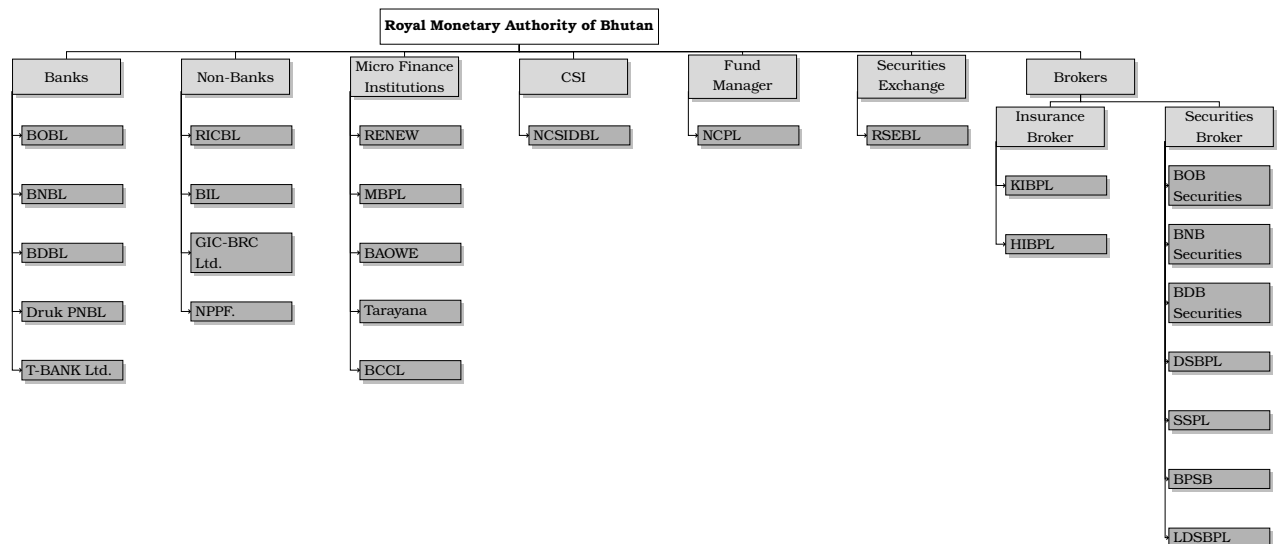 Royal Monetary Authority of Bhutan
Banks
BOBL
BNBL
BDBL
Druk PNBL
T-BANK Ltd.
Non-Banks
RICBL
BIL
GIC-BRC
Ltd.
NPPF.
Micro Finance
Institutions
RENEW
MBPL
BAOWE
Tarayana
BCCL
CSI
NCSIDBL
Fund
Manager
NCPL
Securities
Exchange
RSEBL
Brokers
Insurance
Broker
KIBPL
HIBPL
Securities
Broker
BOB
Securities
BNB
Securities
BDB
Securities
DSBPL
SSPL
BPSB
LDSBPL